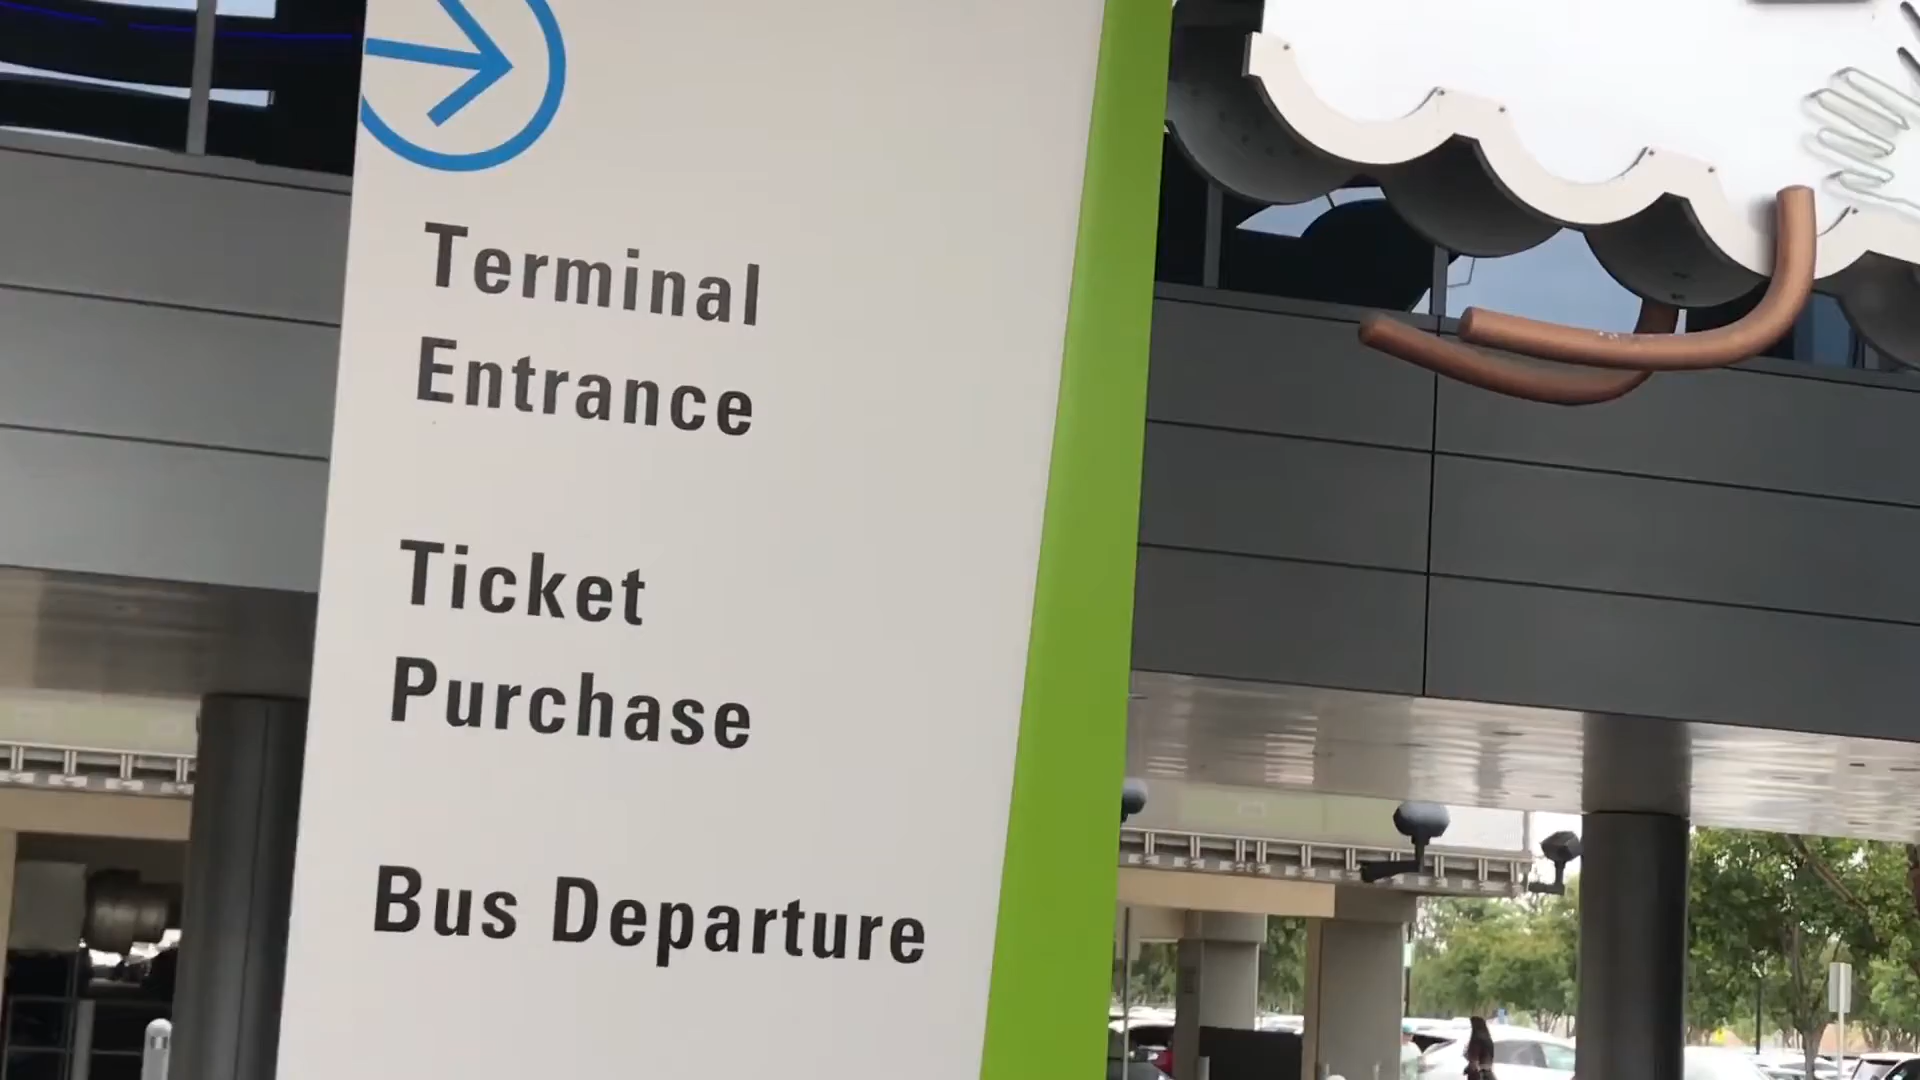 Terminal
Entrance
Ticket
Purchase
Bus Departure